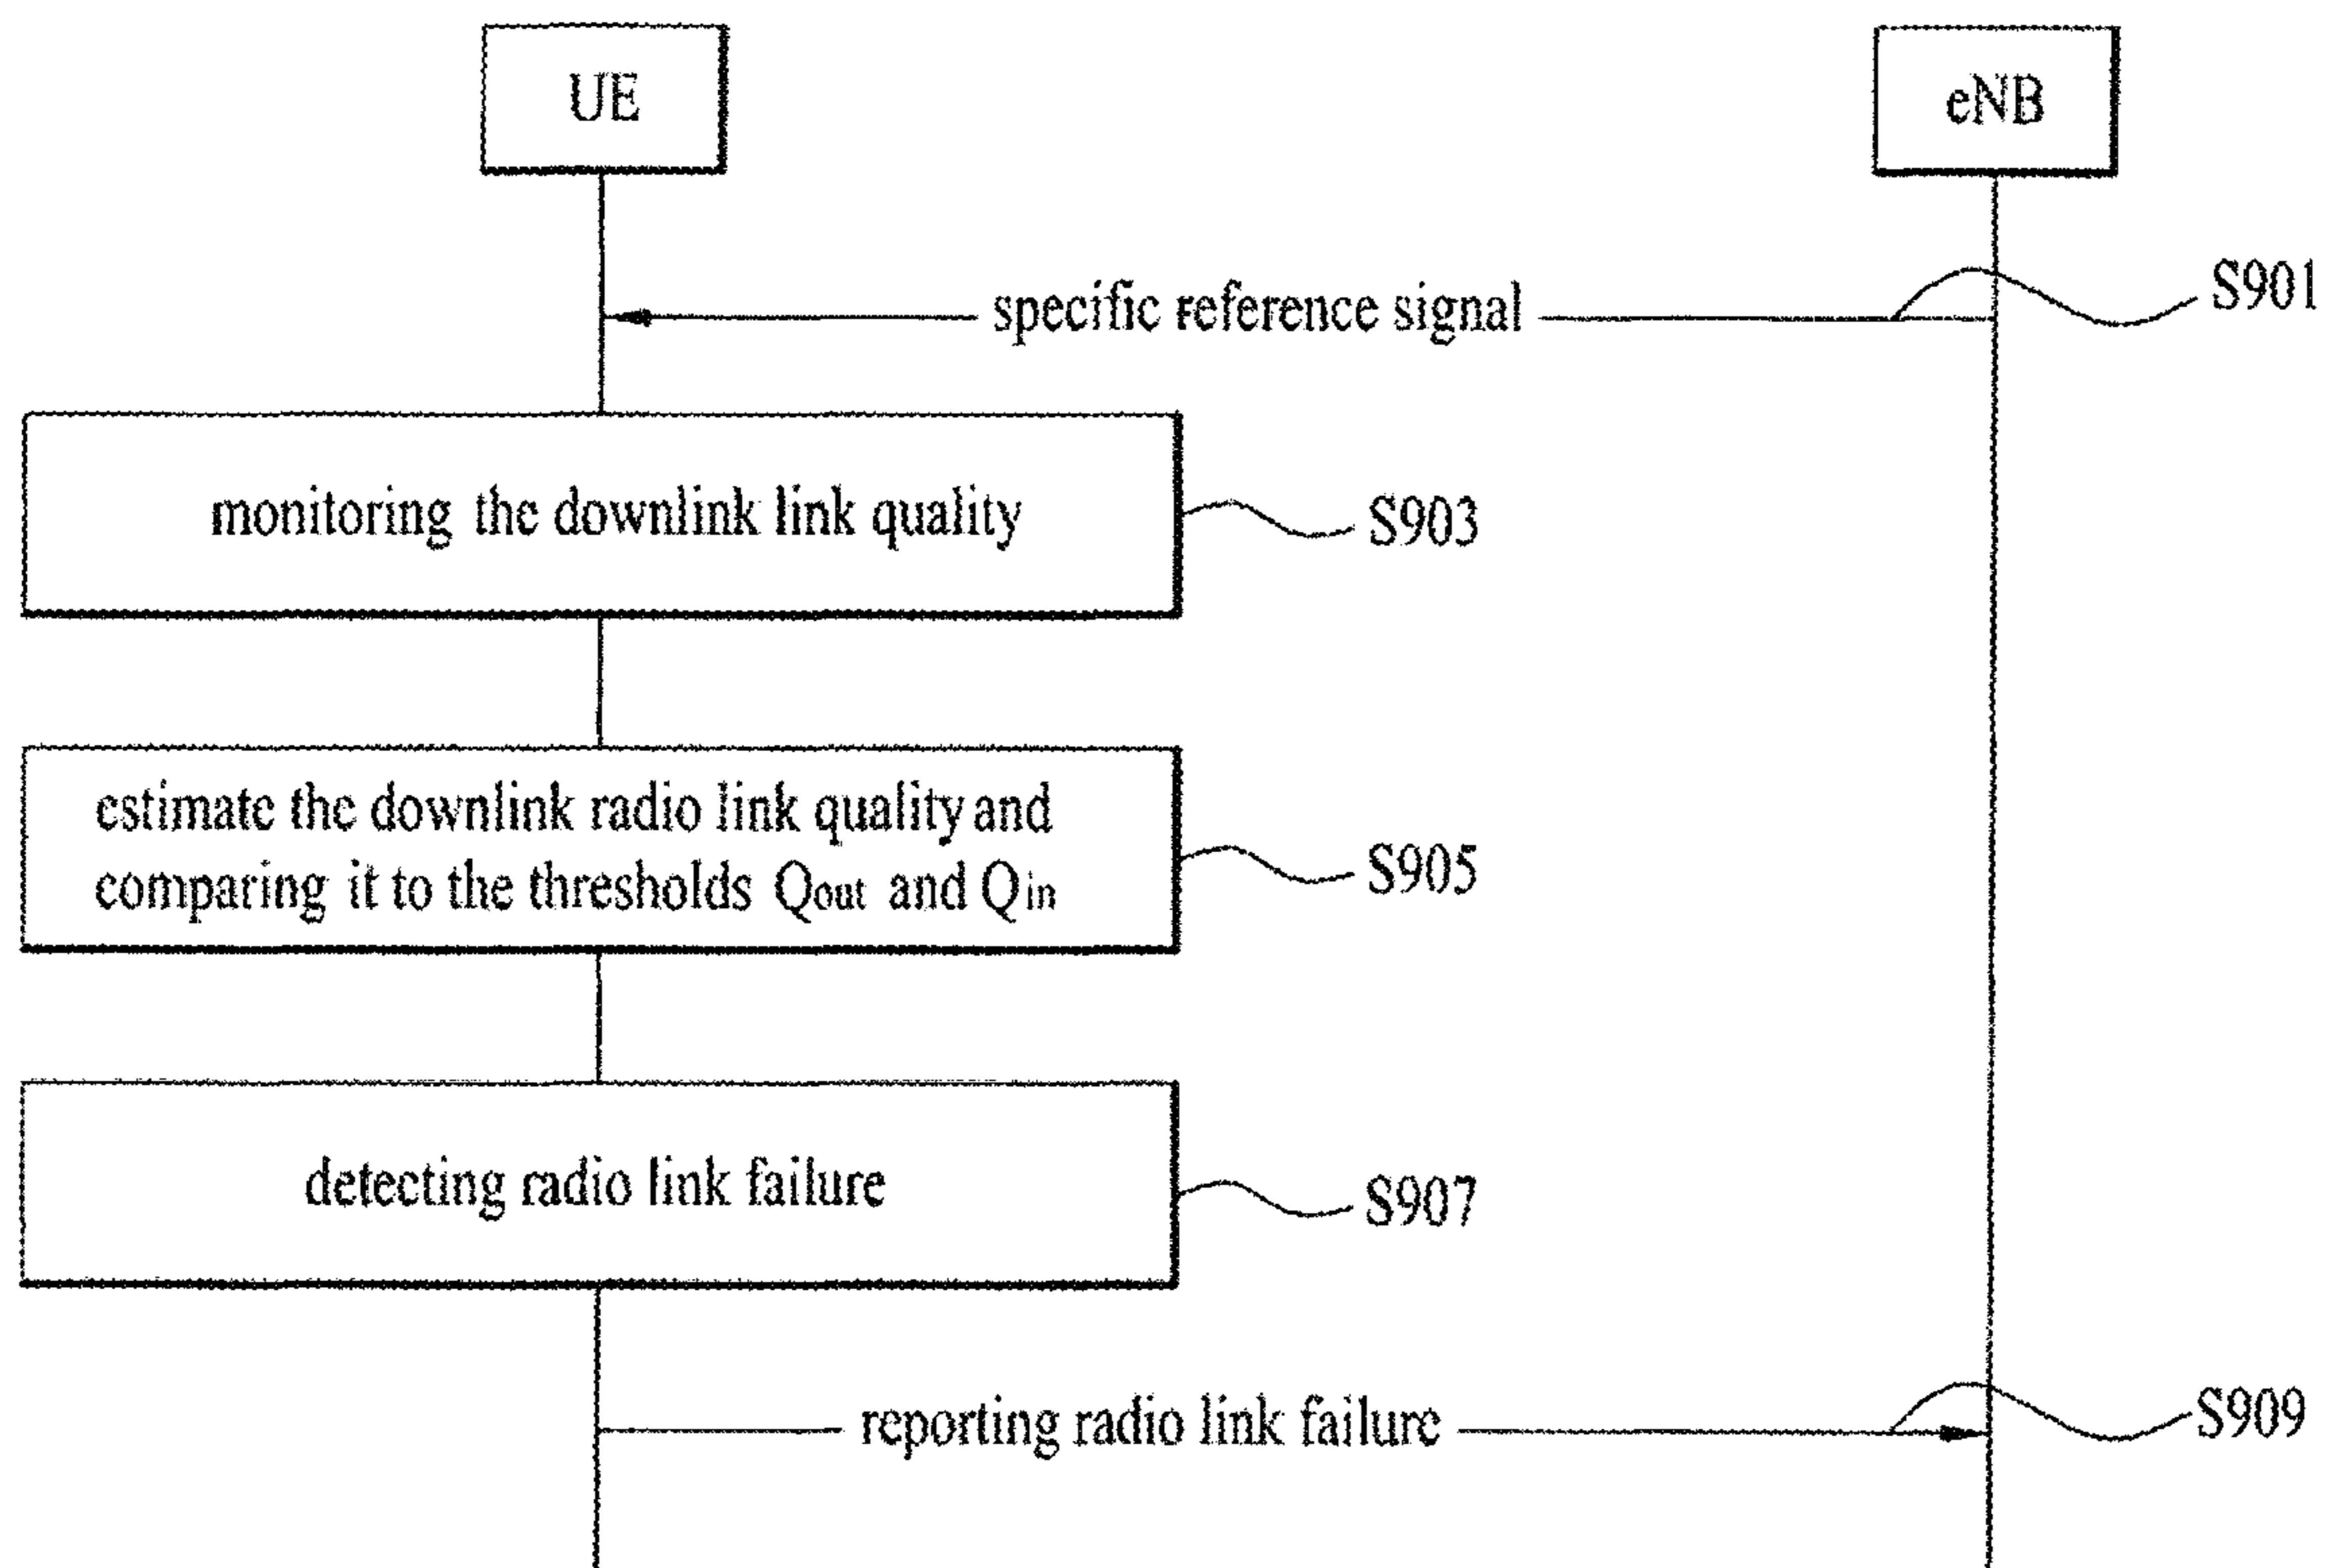 UE
eNB
specific reference signal
S901
monitoring the downlink link quality
S903
estimate the downlink radio link quality and
comparing it to the thresholds Qout and Qin
S905
detecting radio link failure
S907
reporting radio link failure
S909